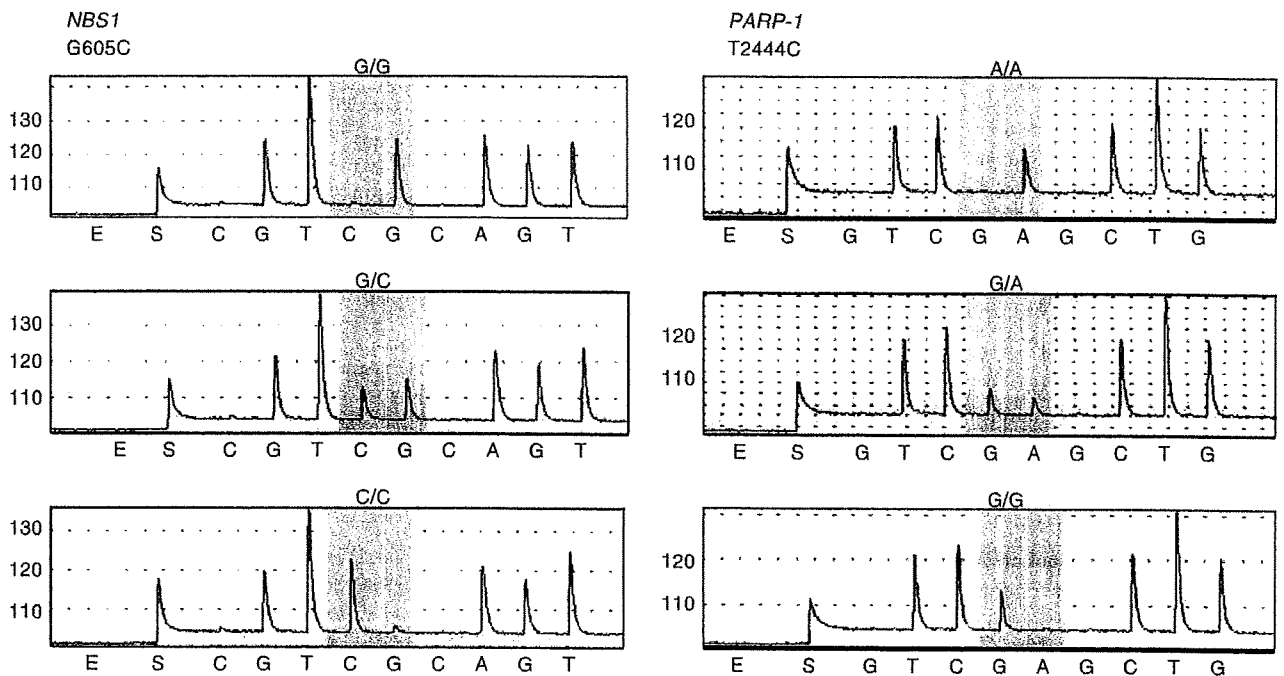 NBS1
G605C
G/G
130
120
110
E S C G T C G C A G T
G/C
130
120
110
E S C G T C G C A G T
C/C
130
120
110
E S C G T C G C A G T
PARP-1
T2444C
A/A
120
110
E S G T C G A G C T G
G/A
120
110
E S G T C G A G C T G
G/G
120
110
E S G T C G A G C T G